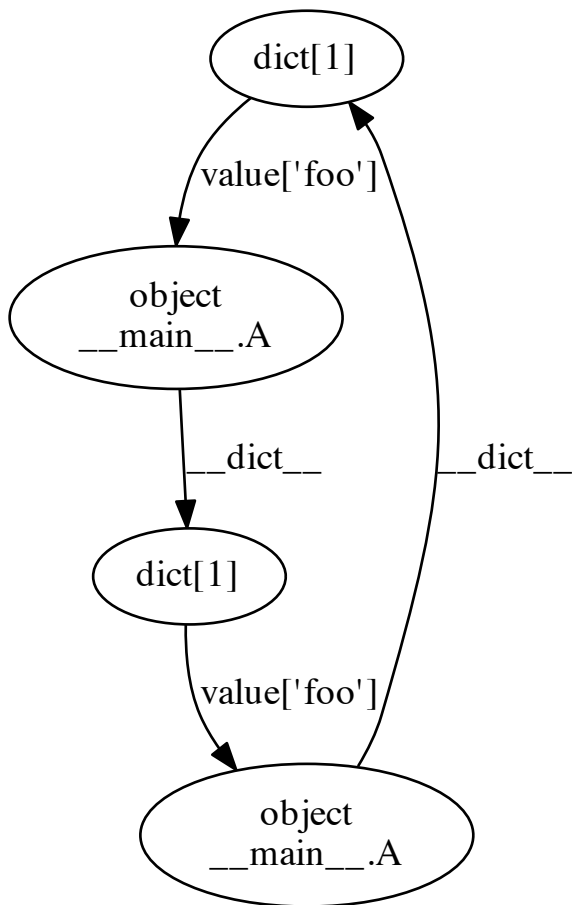 dict[1]
value['foo']
object
__main__.A
__dict__
__dict__
dict[1]
value['foo']
object
__main__.A